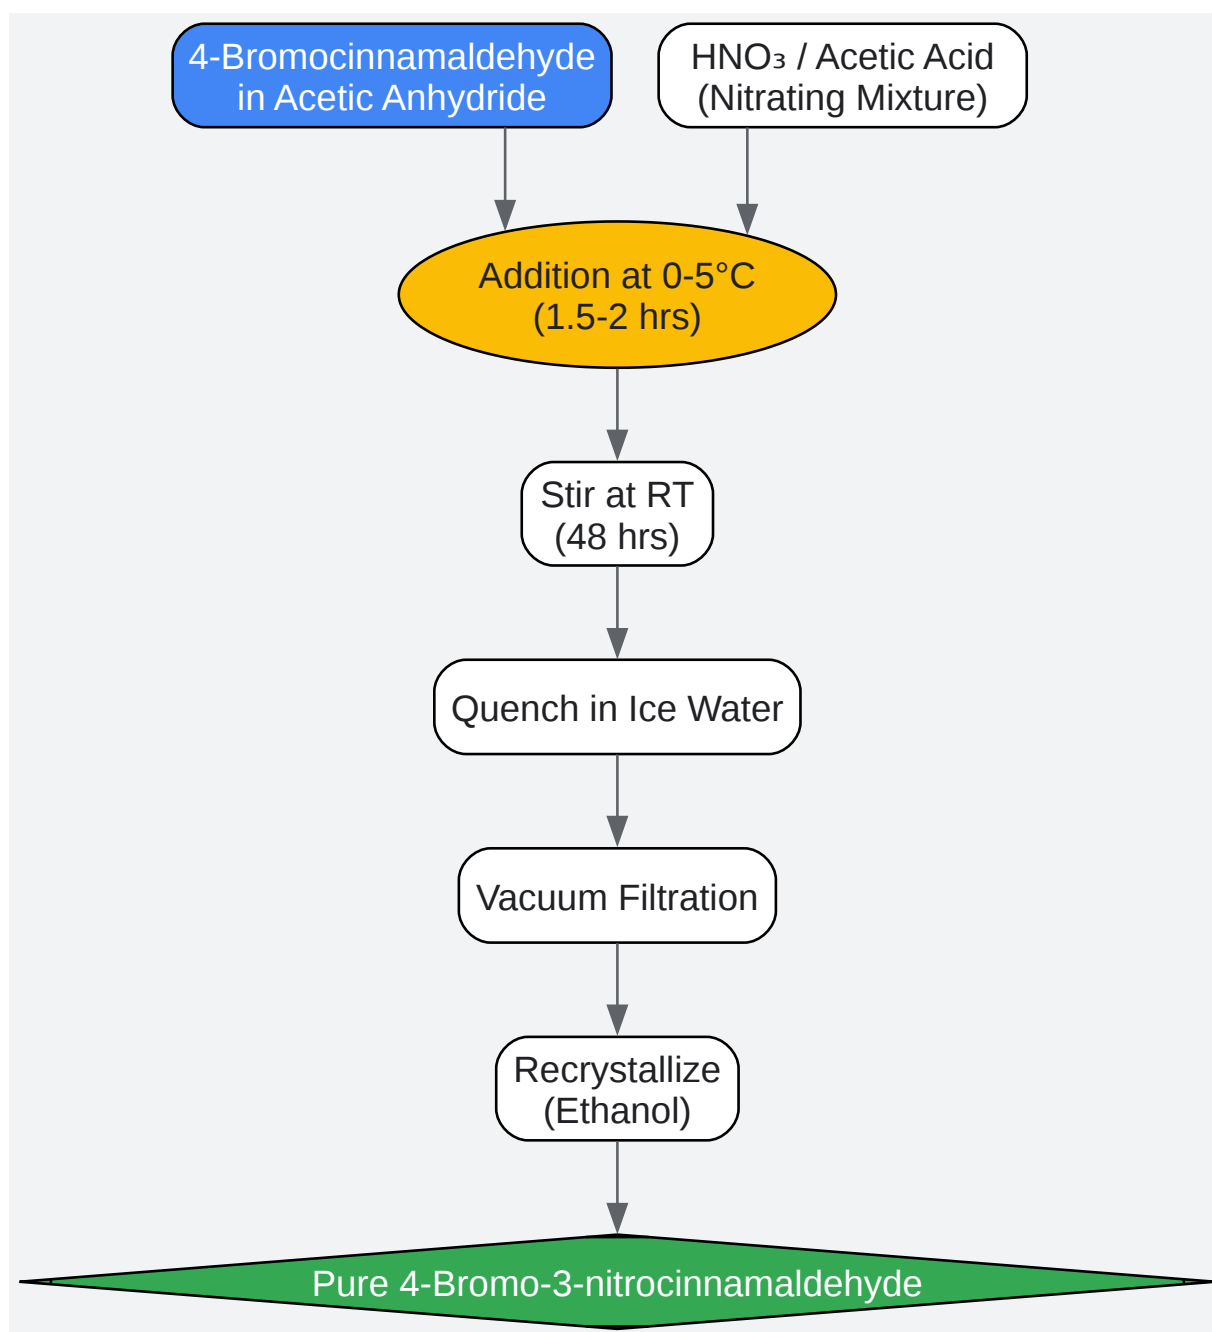 4-Bromocinnamaldehyde
in Acetic Anhydride
HNO₃ / Acetic Acid
(Nitrating Mixture)
Addition at 0-5°C
(1.5-2 hrs)
Stir at RT
(48 hrs)
Quench in Ice Water
Vacuum Filtration
Recrystallize
(Ethanol)
Pure 4-Bromo-3-nitrocinnamaldehyde